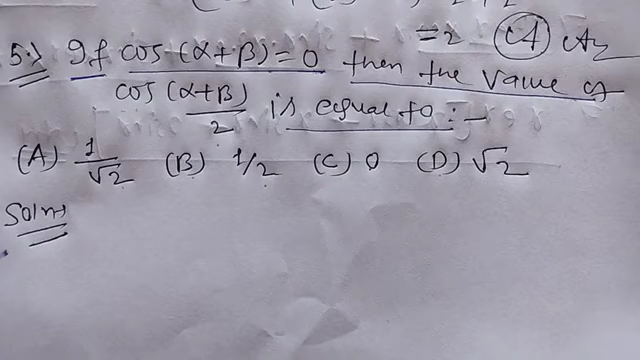 = 2 (A) Az
5.) If cos(α+β)=0 then the value of
cos (α+β)/2 is equal to :-
(A) 1/√2 (B) 1/2 (C) 0 (D) √2
Soln